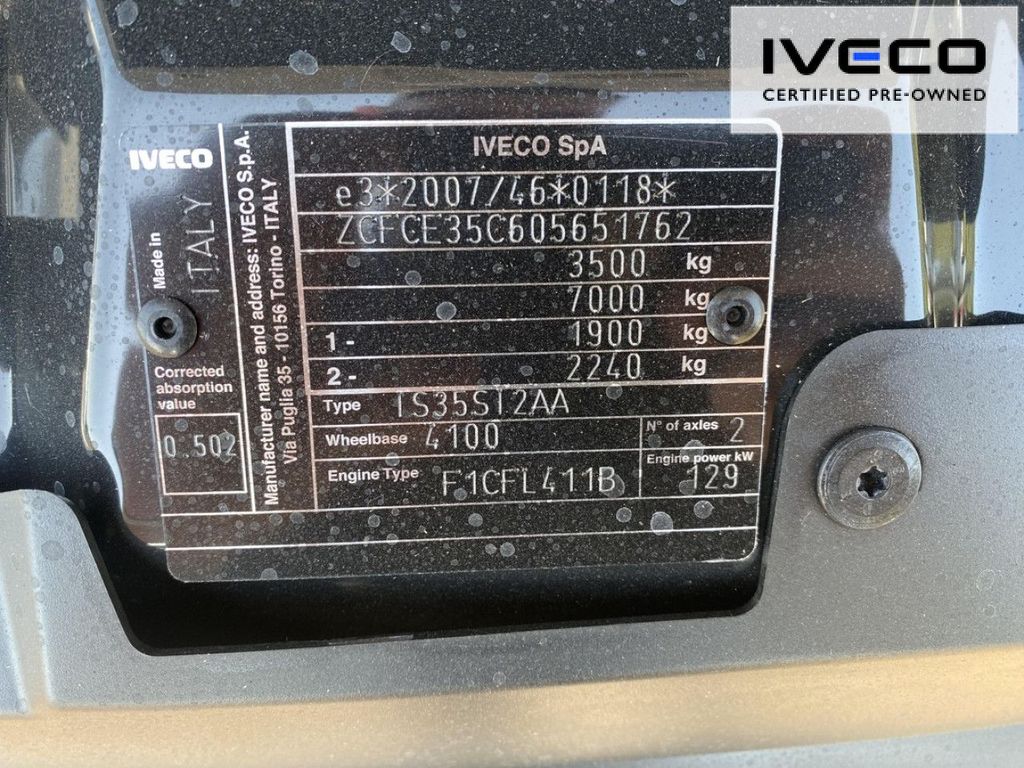 IVECO
CERTIFIED PRE-OWNED
IVECO
Made in
ITALY
Corrected
absorption
value
0.502
Manufacturer name and address: IVECO S.p.A.
Via Puglia 35 - 10156 Torino - ITALY
IVECO SpA
e3*2007/46*0118*
ZCFCE35C605651762
3500 kg
7000 kg
1 - 1900 kg
2 - 2240 kg
Type IS35SI2AA
Wheelbase 4100
N° of axles 2
Engine Type F1CFL411B
Engine power kW
129